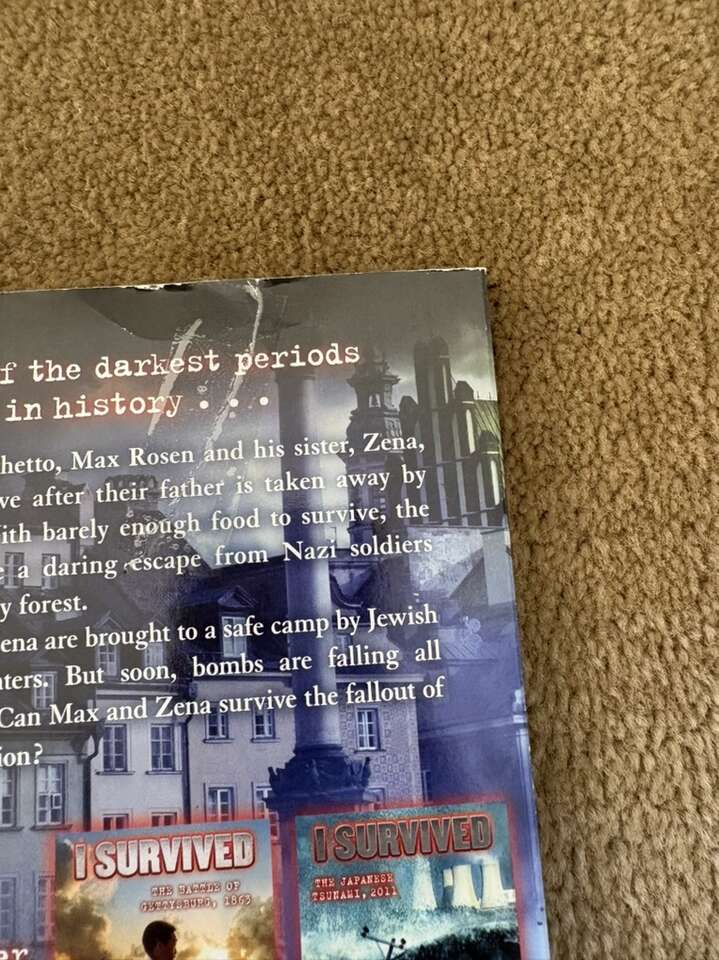 f the darkest periods
in history . . .
hetto, Max Rosen and his sister, Zena,
ve after their father is taken away by
ith barely enough food to survive, the
e a daring escape from Nazi soldiers
y forest.
ena are brought to a safe camp by Jewish
ters. But soon, bombs are falling all
Can Max and Zena survive the fallout of
ion?
I SURVIVED
THE BATTLE OF
GETTYSBURG, 1863
I SURVIVED
THE JAPANESE
TSUNAMI, 2011
er